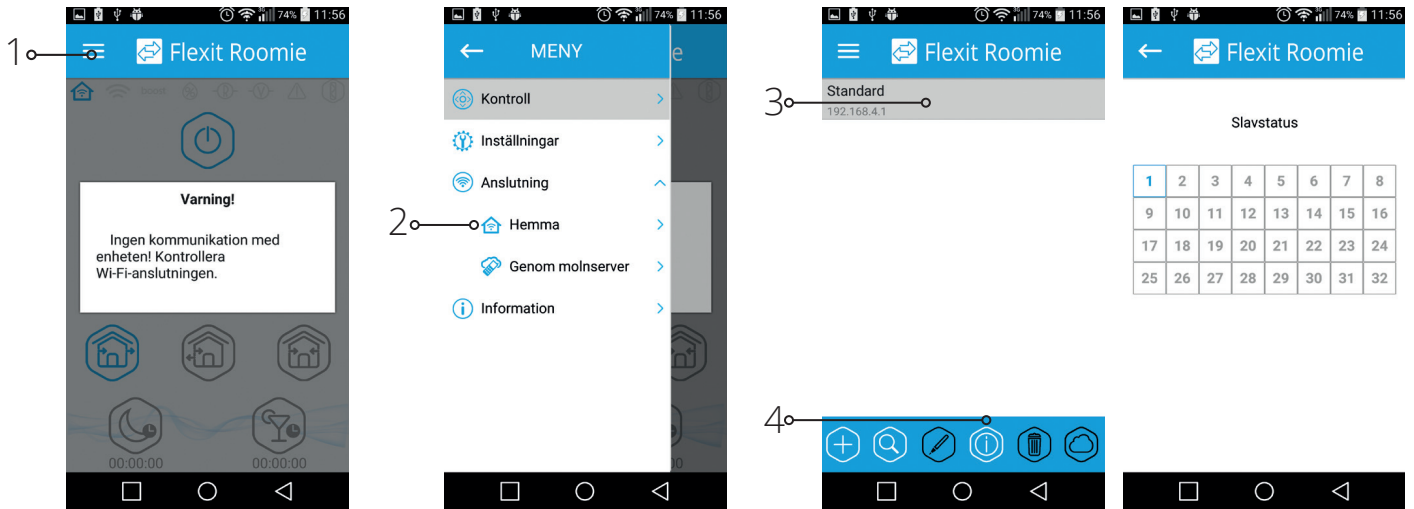 74% 11:56
1
Flexit Roomie
boost
Varning!
Ingen kommunikation med
enheten! Kontrollera
Wi-Fi-anslutningen.
00:00:00 00:00:00
3G 74% 11:56
MENY
e
Kontroll
Inställningar
Anslutning
2
Hemma
Genom molnserver
Information
00
3G 74% 11:56
Flexit Roomie
3
Standard
192.168.4.1
4
3G 74% 11:56
Flexit Roomie
Slavstatus
1 2 3 4 5 6 7 8
9 10 11 12 13 14 15 16
17 18 19 20 21 22 23 24
25 26 27 28 29 30 31 32